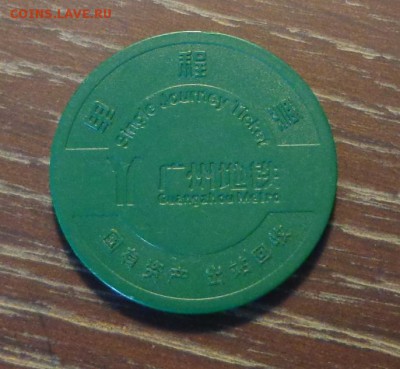 COINS.LAVE.RU
单程票
Single Journey Ticket
广州地铁
Guangzhou Metro
国有资产 出站回收